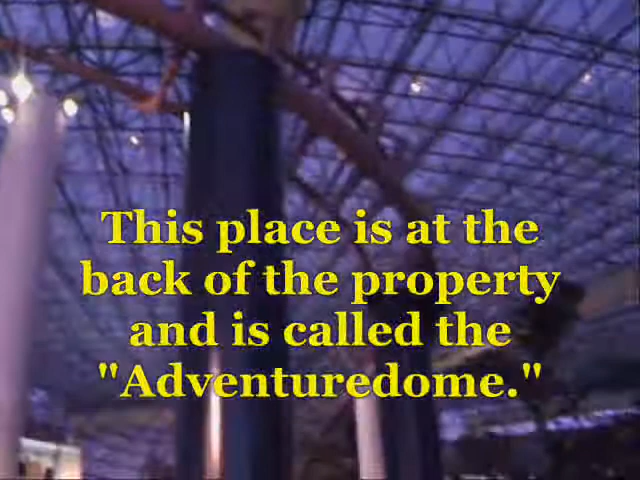 This place is at the
back of the property
and is called the
"Adventuredome."